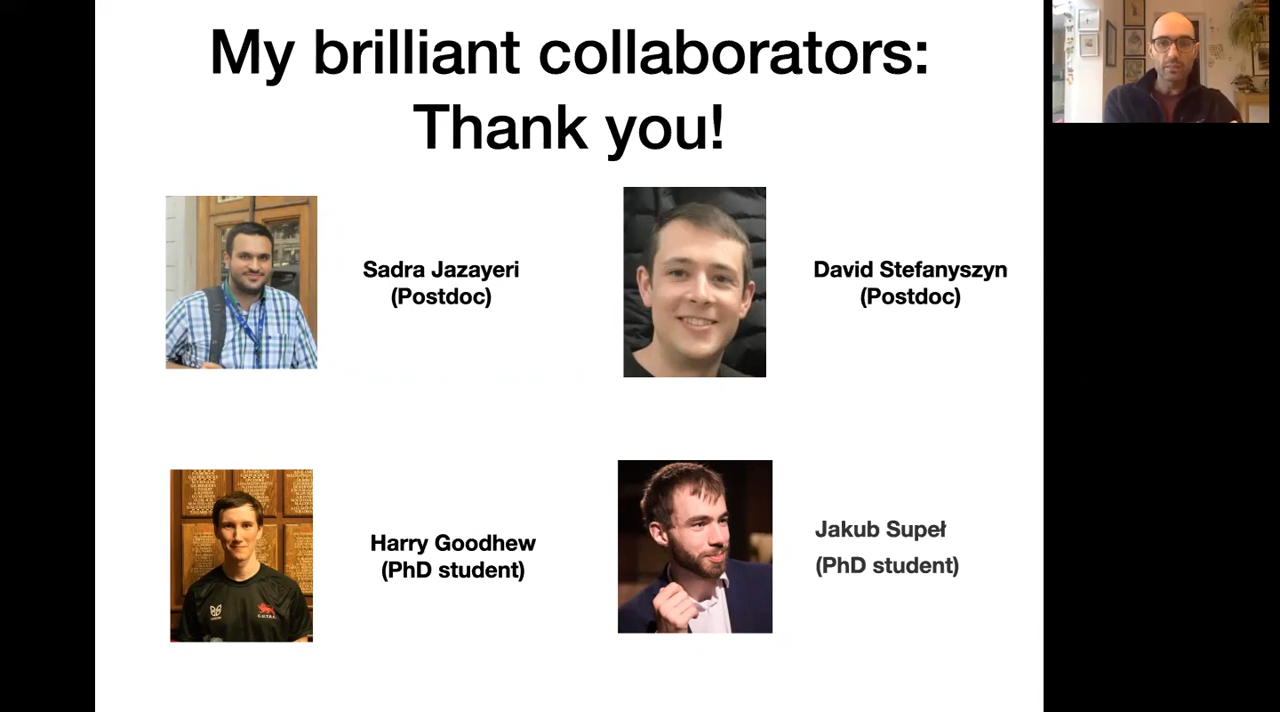 My brilliant collaborators:
Thank you!
Sadra Jazayeri
(Postdoc)
David Stefanyszyn
(Postdoc)
Harry Goodhew
(PhD student)
Jakub Supeł
(PhD student)